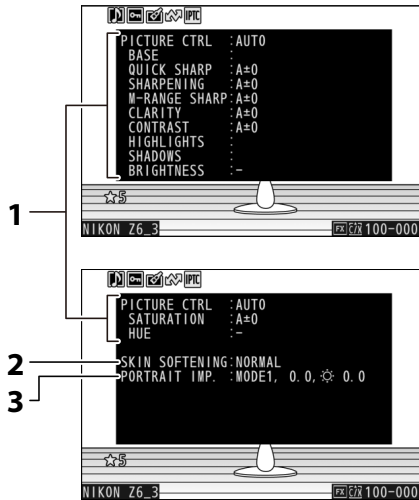 IPTC
PICTURE CTRL :AUTO
BASE :
QUICK SHARP :A±0
SHARPENING :A±0
M-RANGE SHARP:A±0
CLARITY :A±0
CONTRAST :A±0
HIGHLIGHTS :
SHADOWS :
BRIGHTNESS :–
1
☆5
NIKON Z6_3 FX 100-000
IPTC
PICTURE CTRL :AUTO
SATURATION :A±0
HUE :–
2
SKIN SOFTENING:NORMAL
3
PORTRAIT IMP. :MODE1, 0.0, 0.0
☆5
NIKON Z6_3 FX 100-000